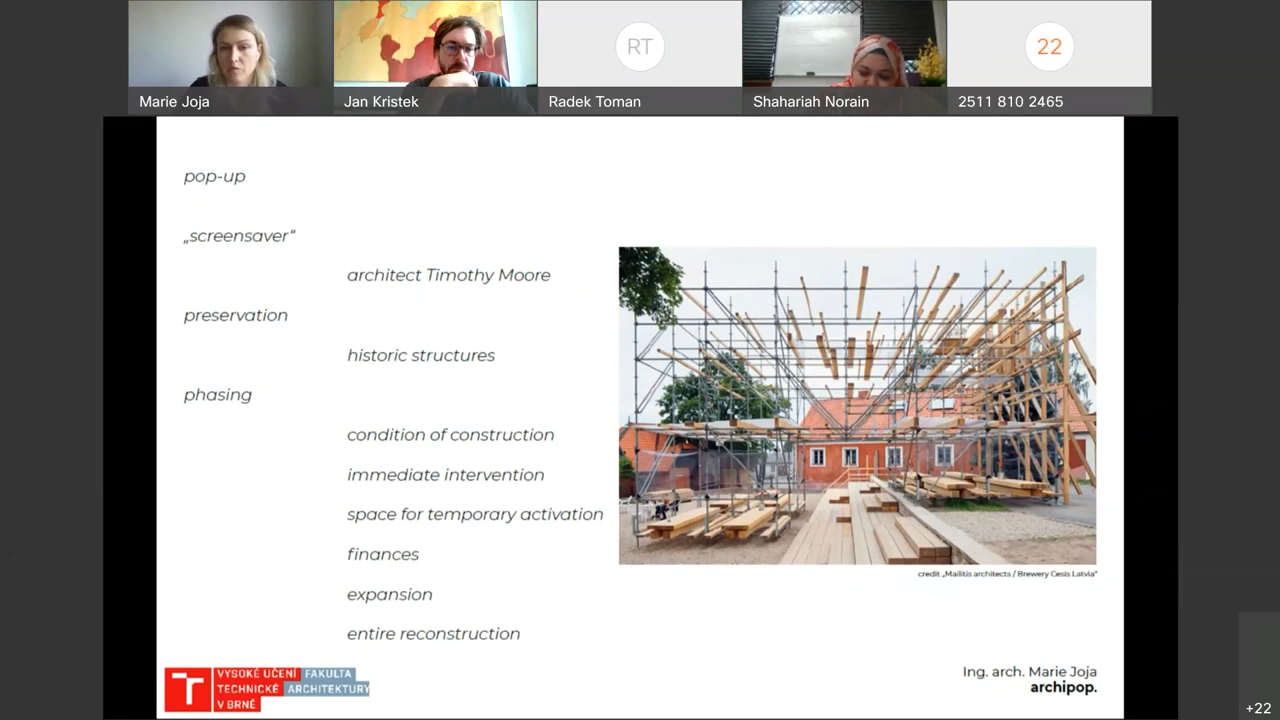 RT
22
Marie Joja
Jan Kristek
Radek Toman
Shahariah Norain
2511 810 2465
pop-up
„screensaver“
architect Timothy Moore
preservation
historic structures
phasing
condition of construction
immediate intervention
space for temporary activation
finances
expansion
entire reconstruction
credit „Mailitis architects / Brewery Cesis Latvia“
VYSOKÉ UČENÍ FAKULTA
TECHNICKÉ ARCHITEKTURY
V BRNĚ
Ing. arch. Marie Joja
archipop.
+22